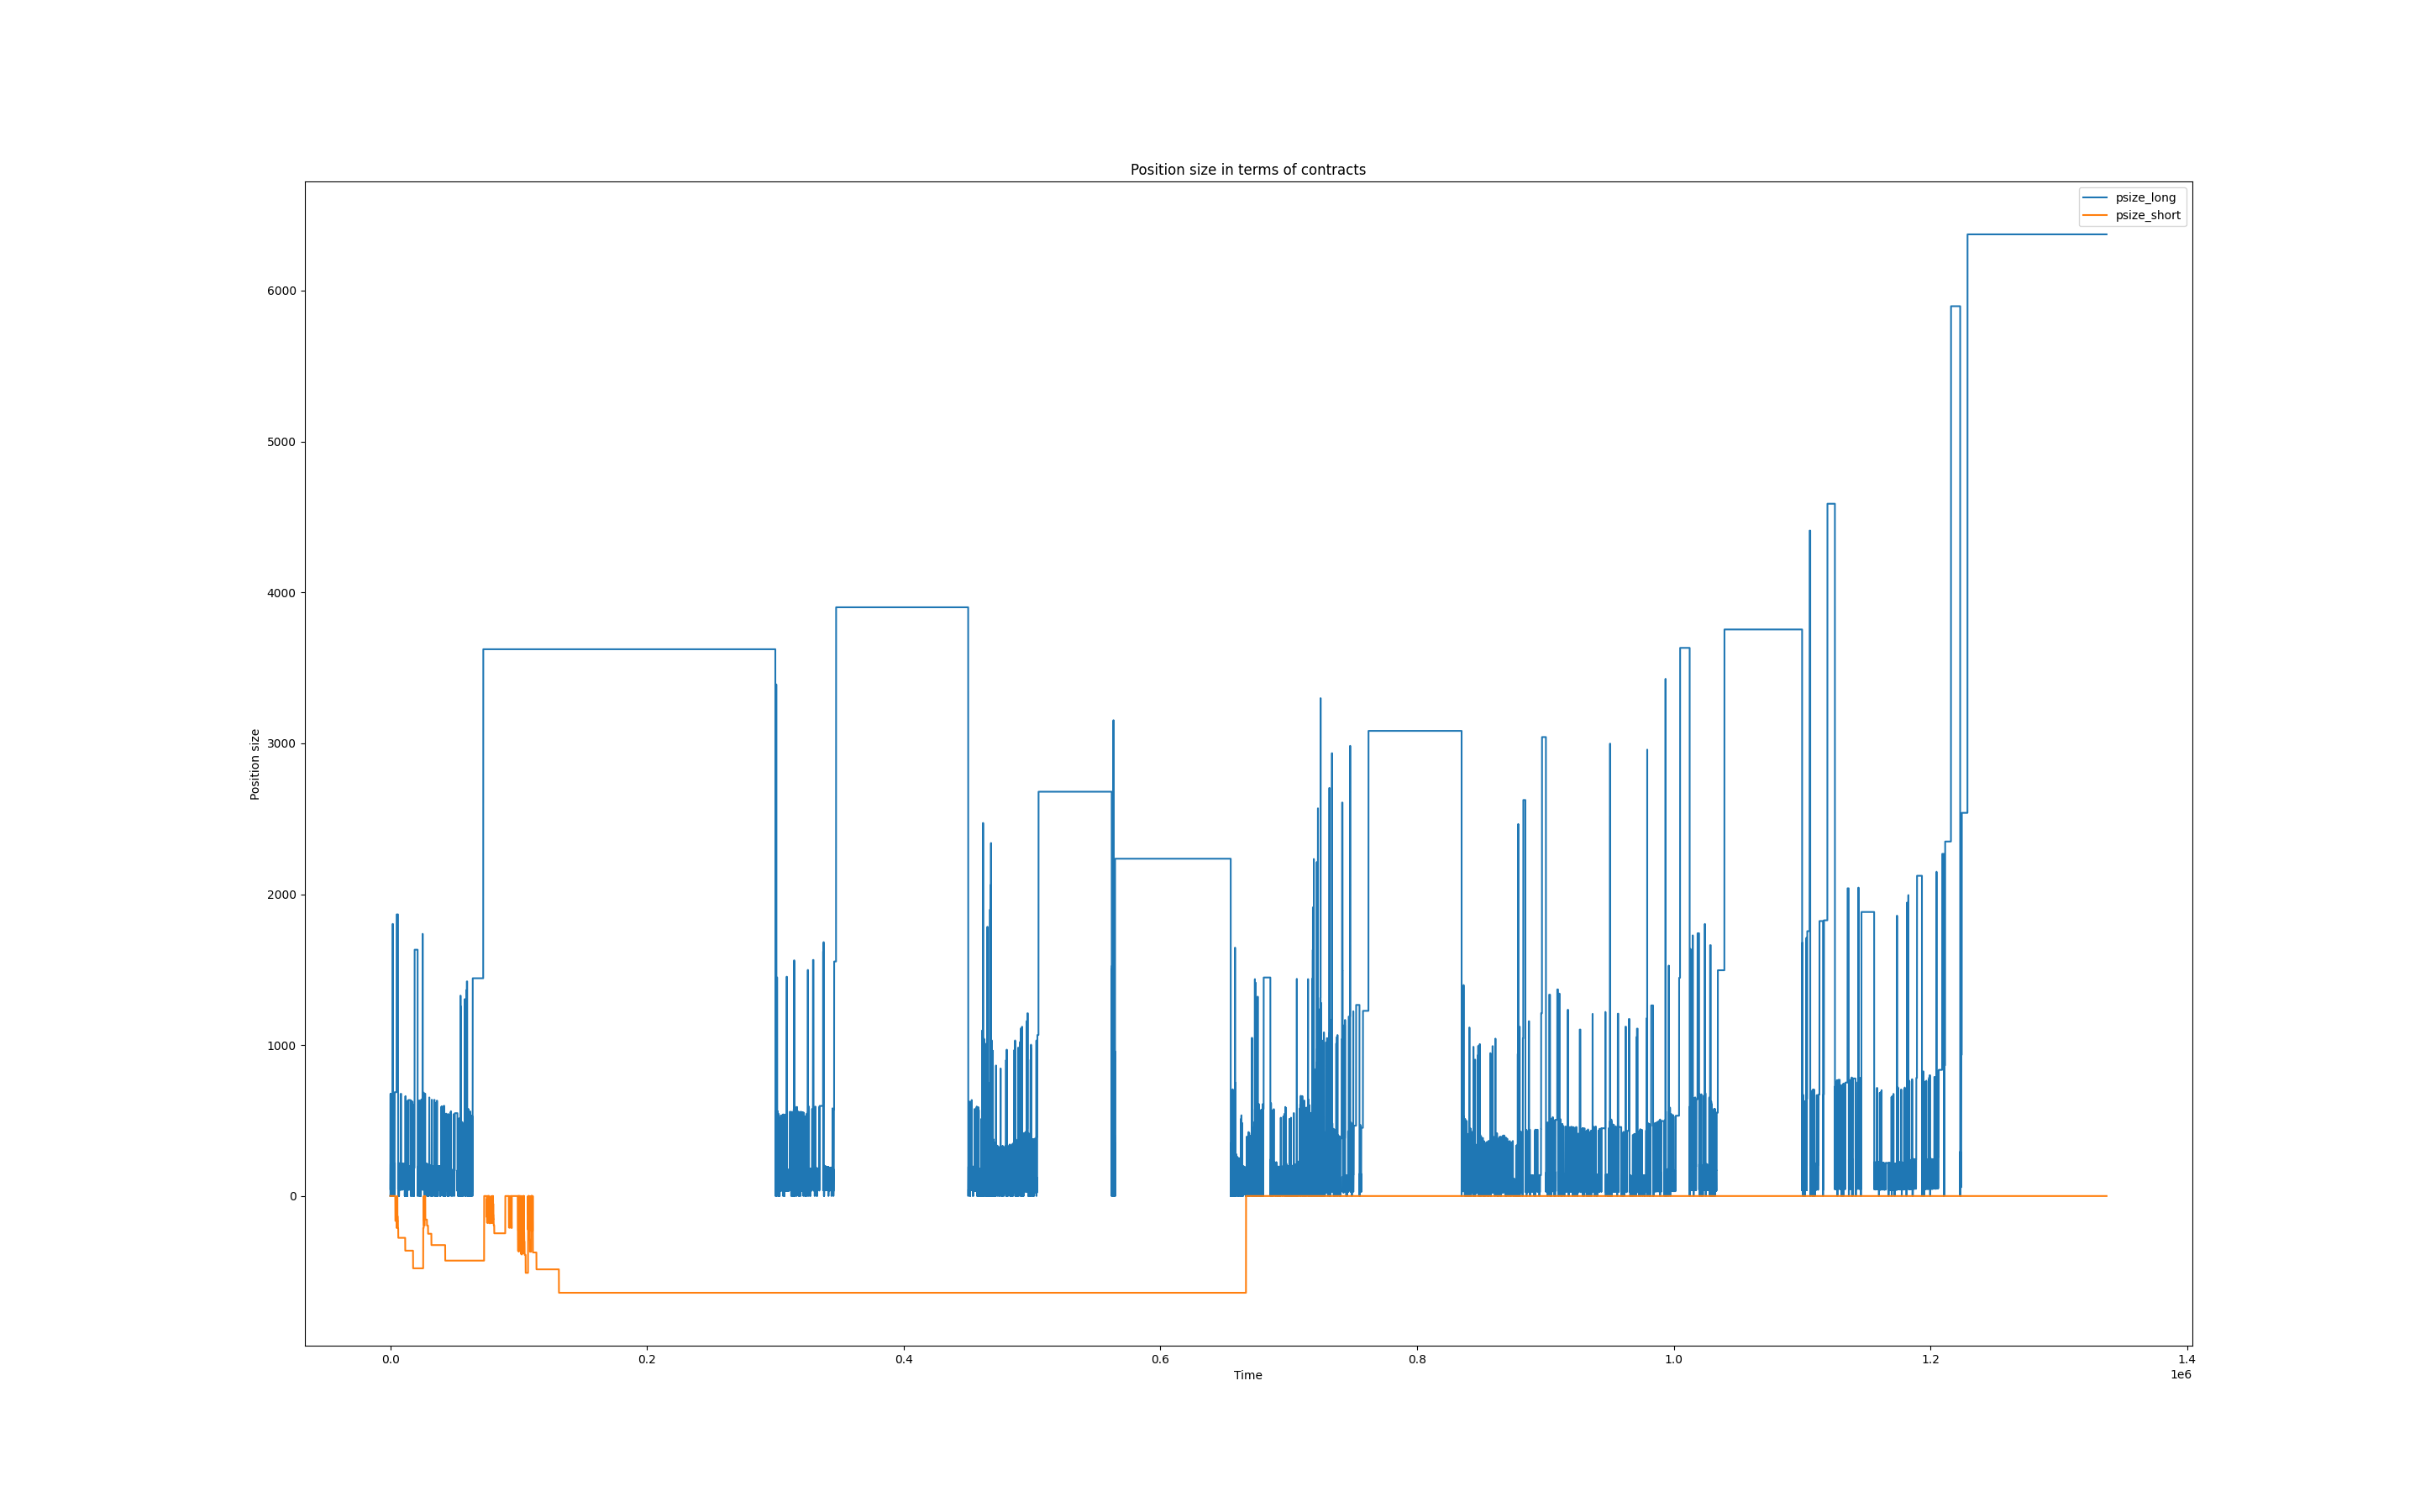 Position size in terms of contracts
psize_long
psize_short
Position size
6000
5000
4000
3000
2000
1000
0
0.0 0.2 0.4 0.6 0.8 1.0 1.2 1.4
Time
1e6